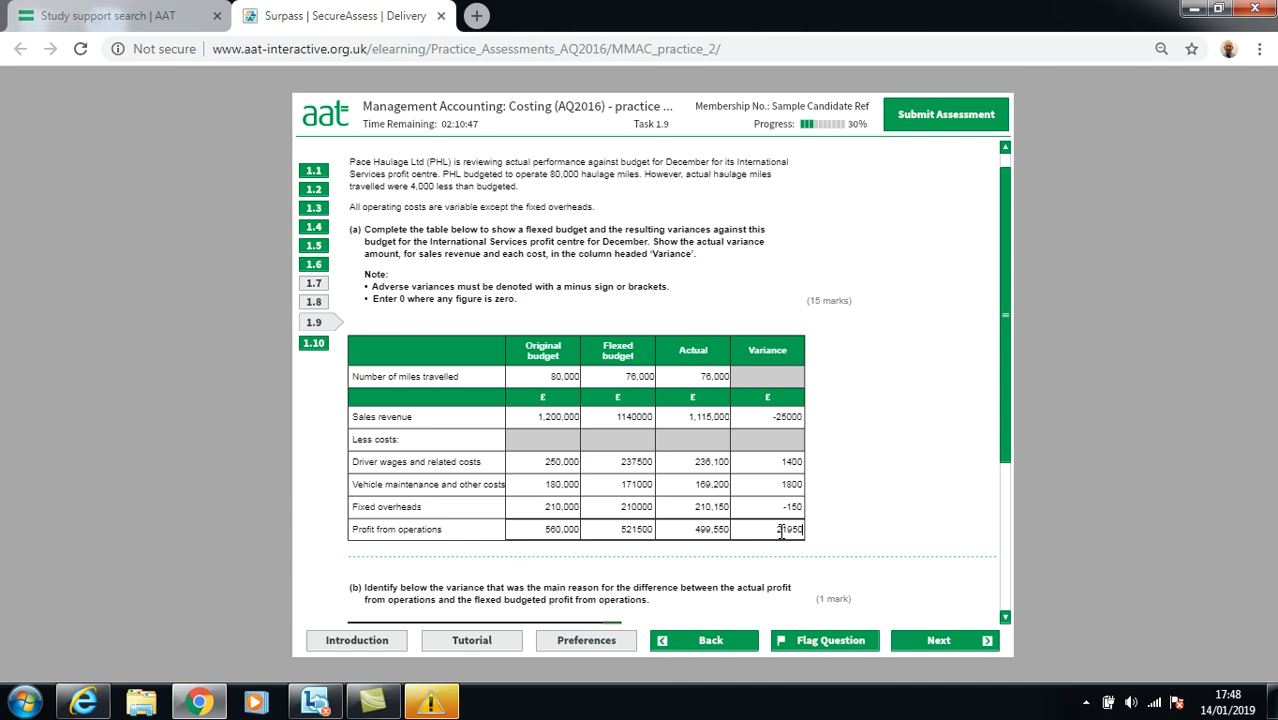 Study support search | AAT
Surpass | SecureAssess | Delivery
Not secure
www.aat-interactive.org.uk/elearning/Practice_Assessments_AQ2016/MMAC_practice_2/
aat
Management Accounting: Costing (AQ2016) - practice ...
Membership No.: Sample Candidate Ref
Submit Assessment
Time Remaining: 02:10:47
Task 1.9
Progress:
30%
1.1
1.2
1.3
1.4
1.5
1.6
1.7
1.8
1.9
1.10
Pace Haulage Ltd (PHL) is reviewing actual performance against budget for December for its International
Services profit centre. PHL budgeted to operate 80,000 haulage miles. However, actual haulage miles
travelled were 4,000 less than budgeted.
All operating costs are variable except the fixed overheads.
(a) Complete the table below to show a flexed budget and the resulting variances against this
budget for the International Services profit centre for December. Show the actual variance
amount, for sales revenue and each cost, in the column headed 'Variance'.
Note:
• Adverse variances must be denoted with a minus sign or brackets.
• Enter 0 where any figure is zero.
(15 marks)
Original budget Flexed budget Actual Variance
Number of miles travelled 80,000 76,000 76,000
£ £ £ £
Sales revenue 1,200,000 1140000 1,115,000 -25000
Less costs:
Driver wages and related costs 250,000 237500 236,100 1400
Vehicle maintenance and other costs 180,000 171000 169,200 1800
Fixed overheads 210,000 210000 210,150 -150
Profit from operations 560,000 521500 499,550 21950
(b) Identify below the variance that was the main reason for the difference between the actual profit
from operations and the flexed budgeted profit from operations.
(1 mark)
Introduction
Tutorial
Preferences
Back
Flag Question
Next
17:48
14/01/2019